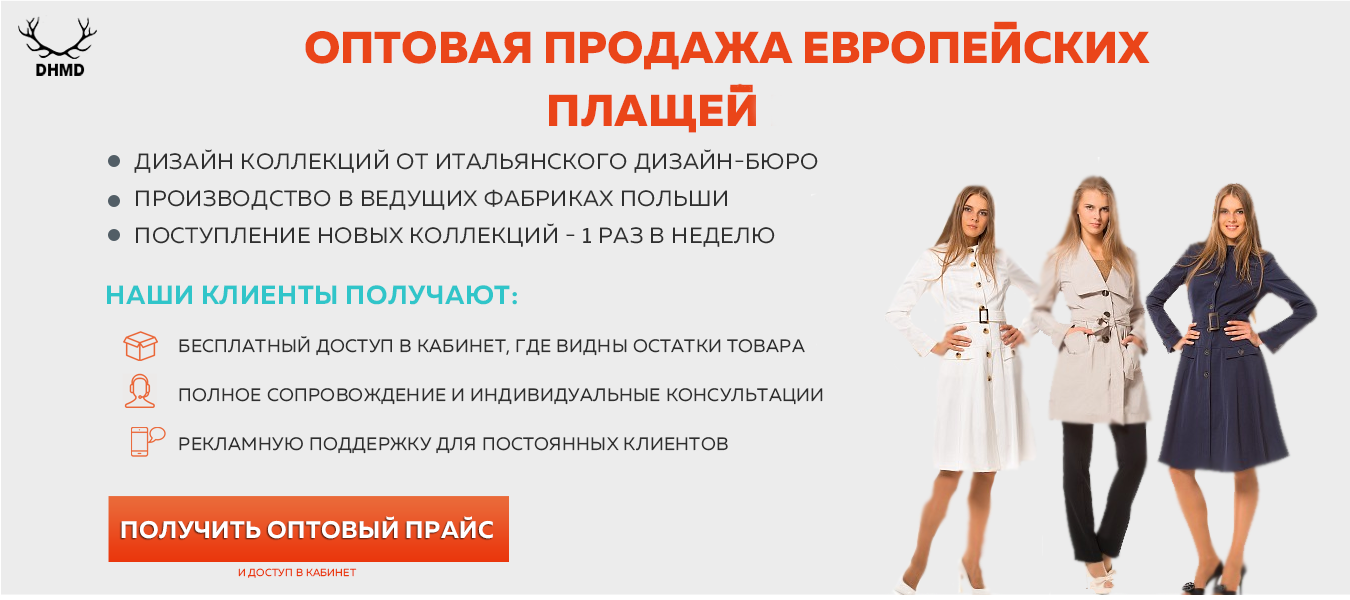 DHMD
ОПТОВАЯ ПРОДАЖА ЕВРОПЕЙСКИХ
ПЛАЩЕЙ
ДИЗАЙН КОЛЛЕКЦИЙ ОТ ИТАЛЬЯНСКОГО ДИЗАЙН-БЮРО
ПРОИЗВОДСТВО В ВЕДУЩИХ ФАБРИКАХ ПОЛЬШИ
ПОСТУПЛЕНИЕ НОВЫХ КОЛЛЕКЦИЙ - 1 РАЗ В НЕДЕЛЮ
НАШИ КЛИЕНТЫ ПОЛУЧАЮТ:
БЕСПЛАТНЫЙ ДОСТУП В КАБИНЕТ, ГДЕ ВИДНЫ ОСТАТКИ ТОВАРА
ПОЛНОЕ СОПРОВОЖДЕНИЕ И ИНДИВИДУАЛЬНЫЕ КОНСУЛЬТАЦИИ
РЕКЛАМНУЮ ПОДДЕРЖКУ ДЛЯ ПОСТОЯННЫХ КЛИЕНТОВ
ПОЛУЧИТЬ ОПТОВЫЙ ПРАЙС
И ДОСТУП В КАБИНЕТ